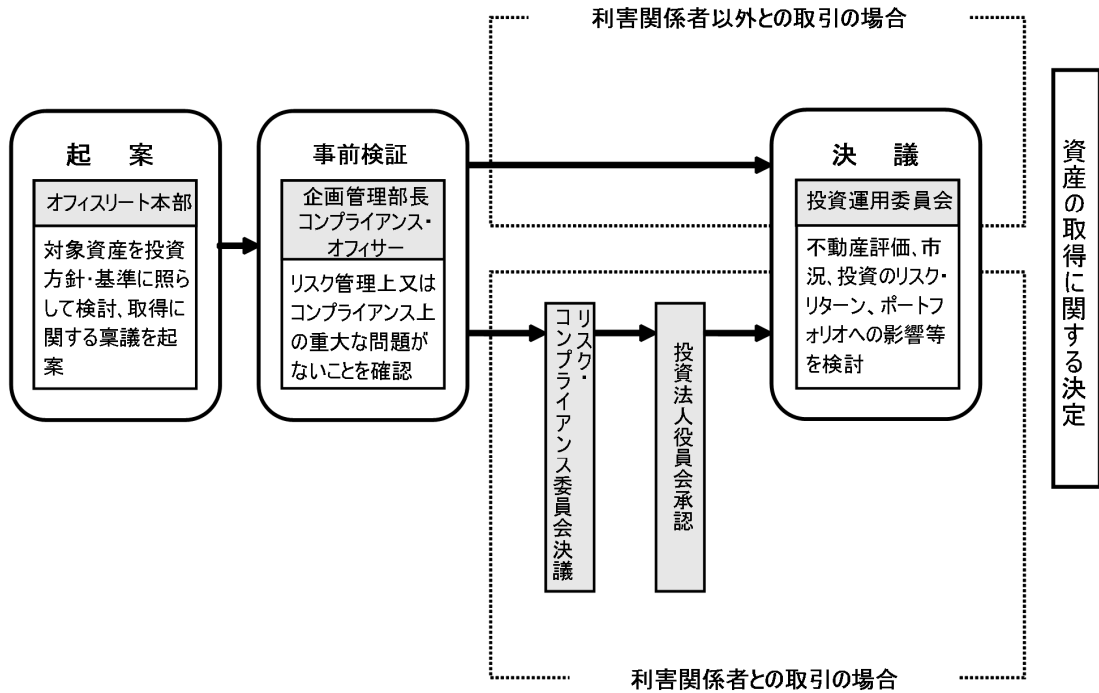 利害関係者以外との取引の場合
起　案
オフィスリート本部
対象資産を投資
方針・基準に照ら
して検討、取得に
関する稟議を起
案
事前検証
企画管理部長
コンプライアンス・
オフィサー
リスク管理上又は
コンプライアンス上
の重大な問題が
ないことを確認
リスク・
コンプライアンス委員会決議
投資法人役員会承認
決　議
投資運用委員会
不動産評価、市
況、投資のリスク・
リターン、ポートフ
ォリオへの影響等
を検討
資産の取得に関する決定
利害関係者との取引の場合